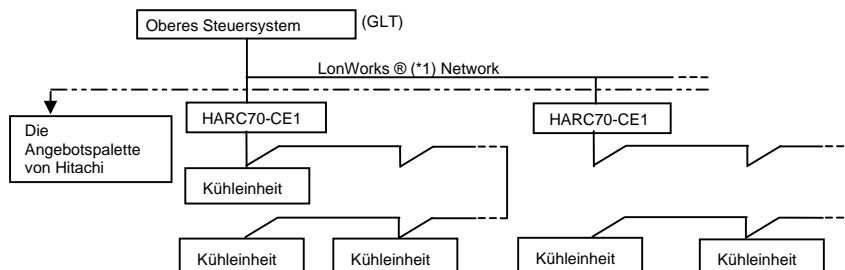 Oberes Steuersystem
(GLT)
LonWorks ® (*1) Network
HARC70-CE1
HARC70-CE1
Die
Angebotspalette
von Hitachi
Kühleinheit
Kühleinheit
Kühleinheit
Kühleinheit
Kühleinheit